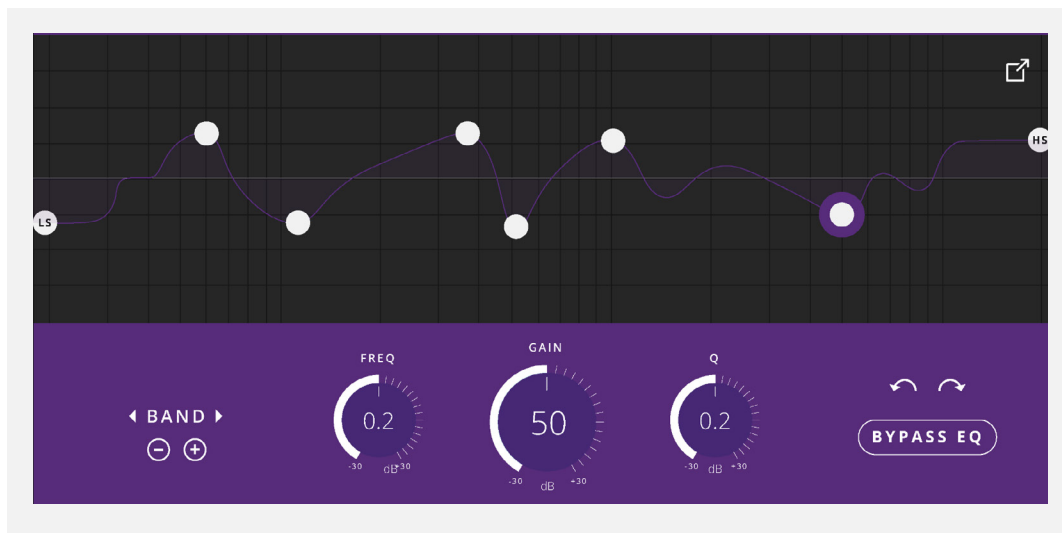 HS
LS
FREQ
GAIN
Q
0.2
50
0.2
BAND
BYPASS EQ
-30 dB +30
-30 dB +30
-30 dB +30